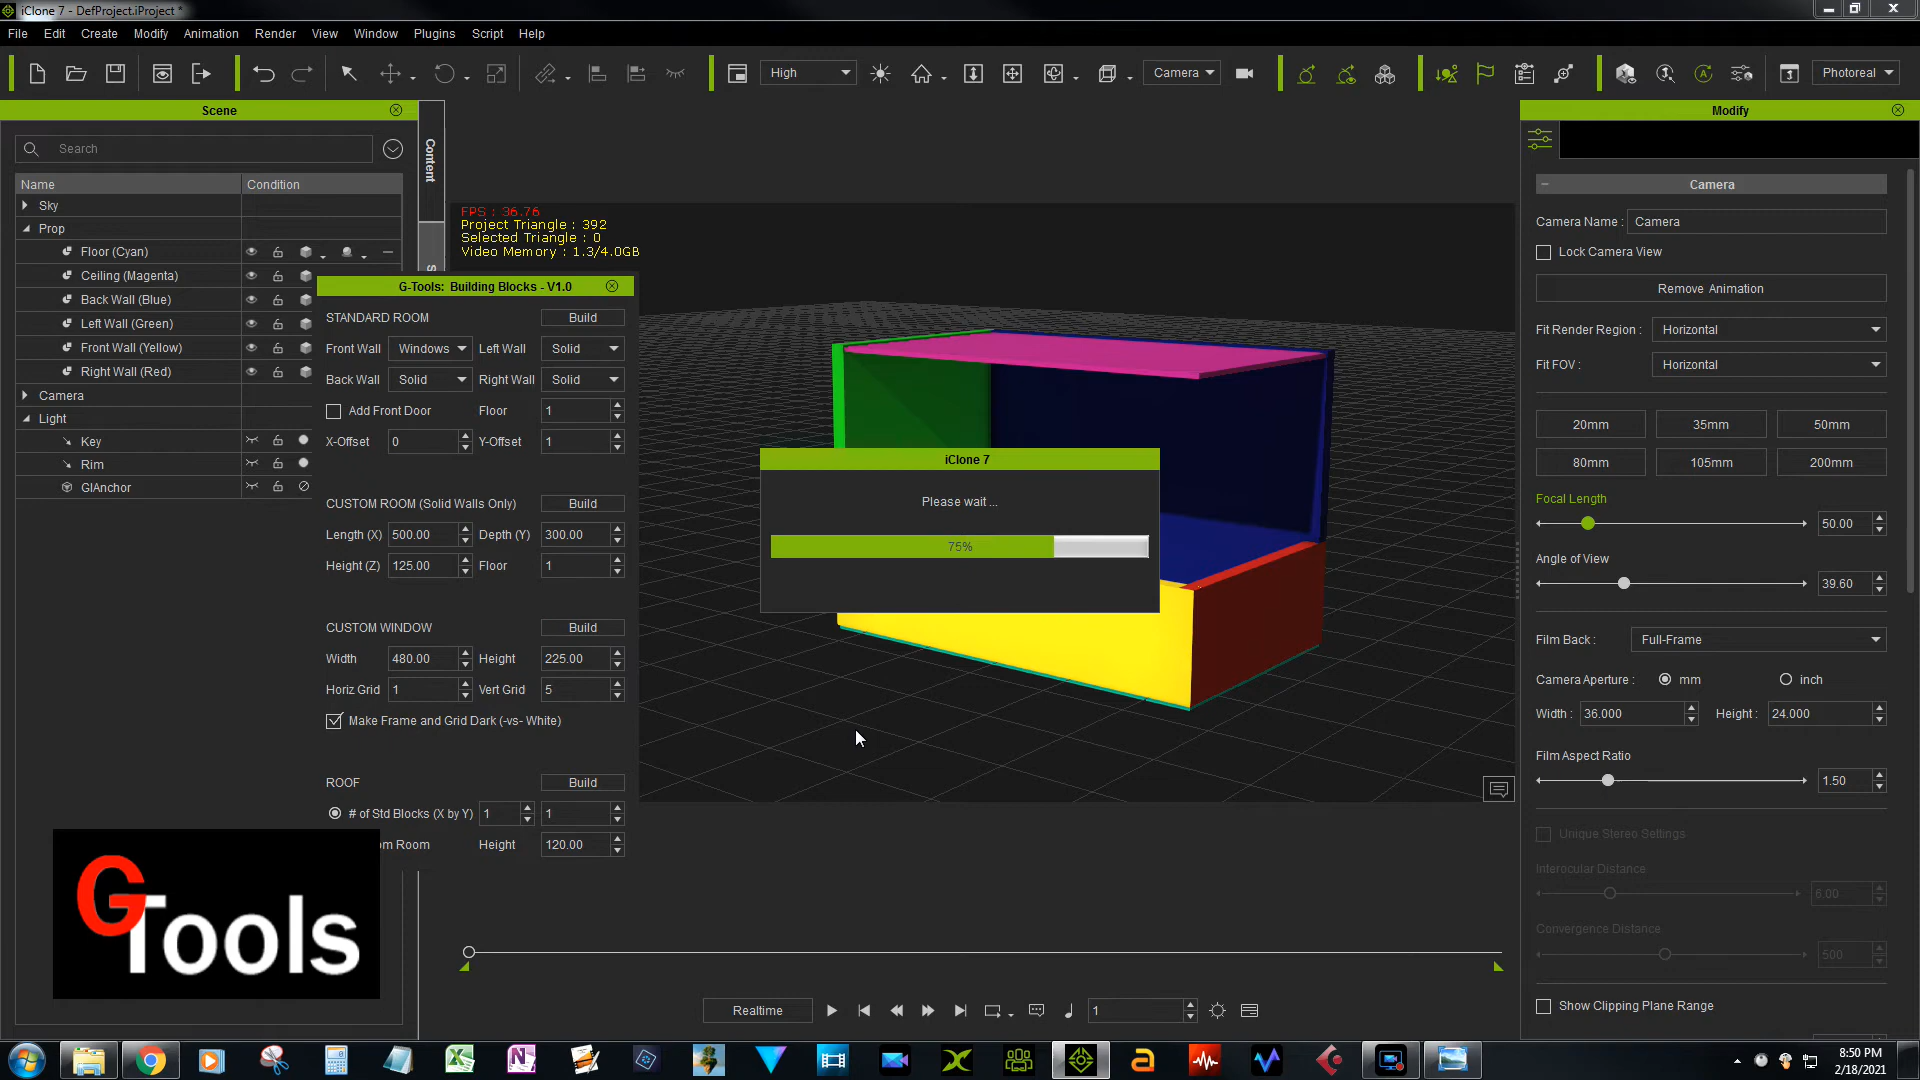 iClone 7 - DefProject.iProject *
File Edit Create Modify Animation Render View Window Plugins Script Help
High Camera Photoreal
Scene
Search
Name Condition
Sky
Prop
Floor (Cyan)
Ceiling (Magenta)
Back Wall (Blue)
Left Wall (Green)
Front Wall (Yellow)
Right Wall (Red)
Camera
Light
Key
Rim
GIAnchor
Content
S
FPS : 36.76
Project Triangle : 392
Selected Triangle : 0
Video Memory : 1.3/4.0GB
G-Tools: Building Blocks - V1.0
STANDARD ROOM Build
Front Wall Windows Left Wall Solid
Back Wall Solid Right Wall Solid
Add Front Door Floor 1
X-Offset 0 Y-Offset 1
CUSTOM ROOM (Solid Walls Only) Build
Length (X) 500.00 Depth (Y) 300.00
Height (Z) 125.00 Floor 1
CUSTOM WINDOW Build
Width 480.00 Height 225.00
Horiz Grid 1 Vert Grid 5
Make Frame and Grid Dark (-vs- White)
ROOF Build
# of Std Blocks (X by Y) 1 1
om Room Height 120.00
GTools
iClone 7
Please wait ...
75%
Realtime 1
Modify
Camera
Camera Name : Camera
Lock Camera View
Remove Animation
Fit Render Region : Horizontal
Fit FOV : Horizontal
20mm 35mm 50mm
80mm 105mm 200mm
Focal Length
50.00
Angle of View
39.60
Film Back : Full-Frame
Camera Aperture : mm inch
Width : 36.000 Height : 24.000
Film Aspect Ratio
1.50
Unique Stereo Settings
Interocular Distance
6.00
Convergence Distance
500
Show Clipping Plane Range
8:50 PM
2/18/2021